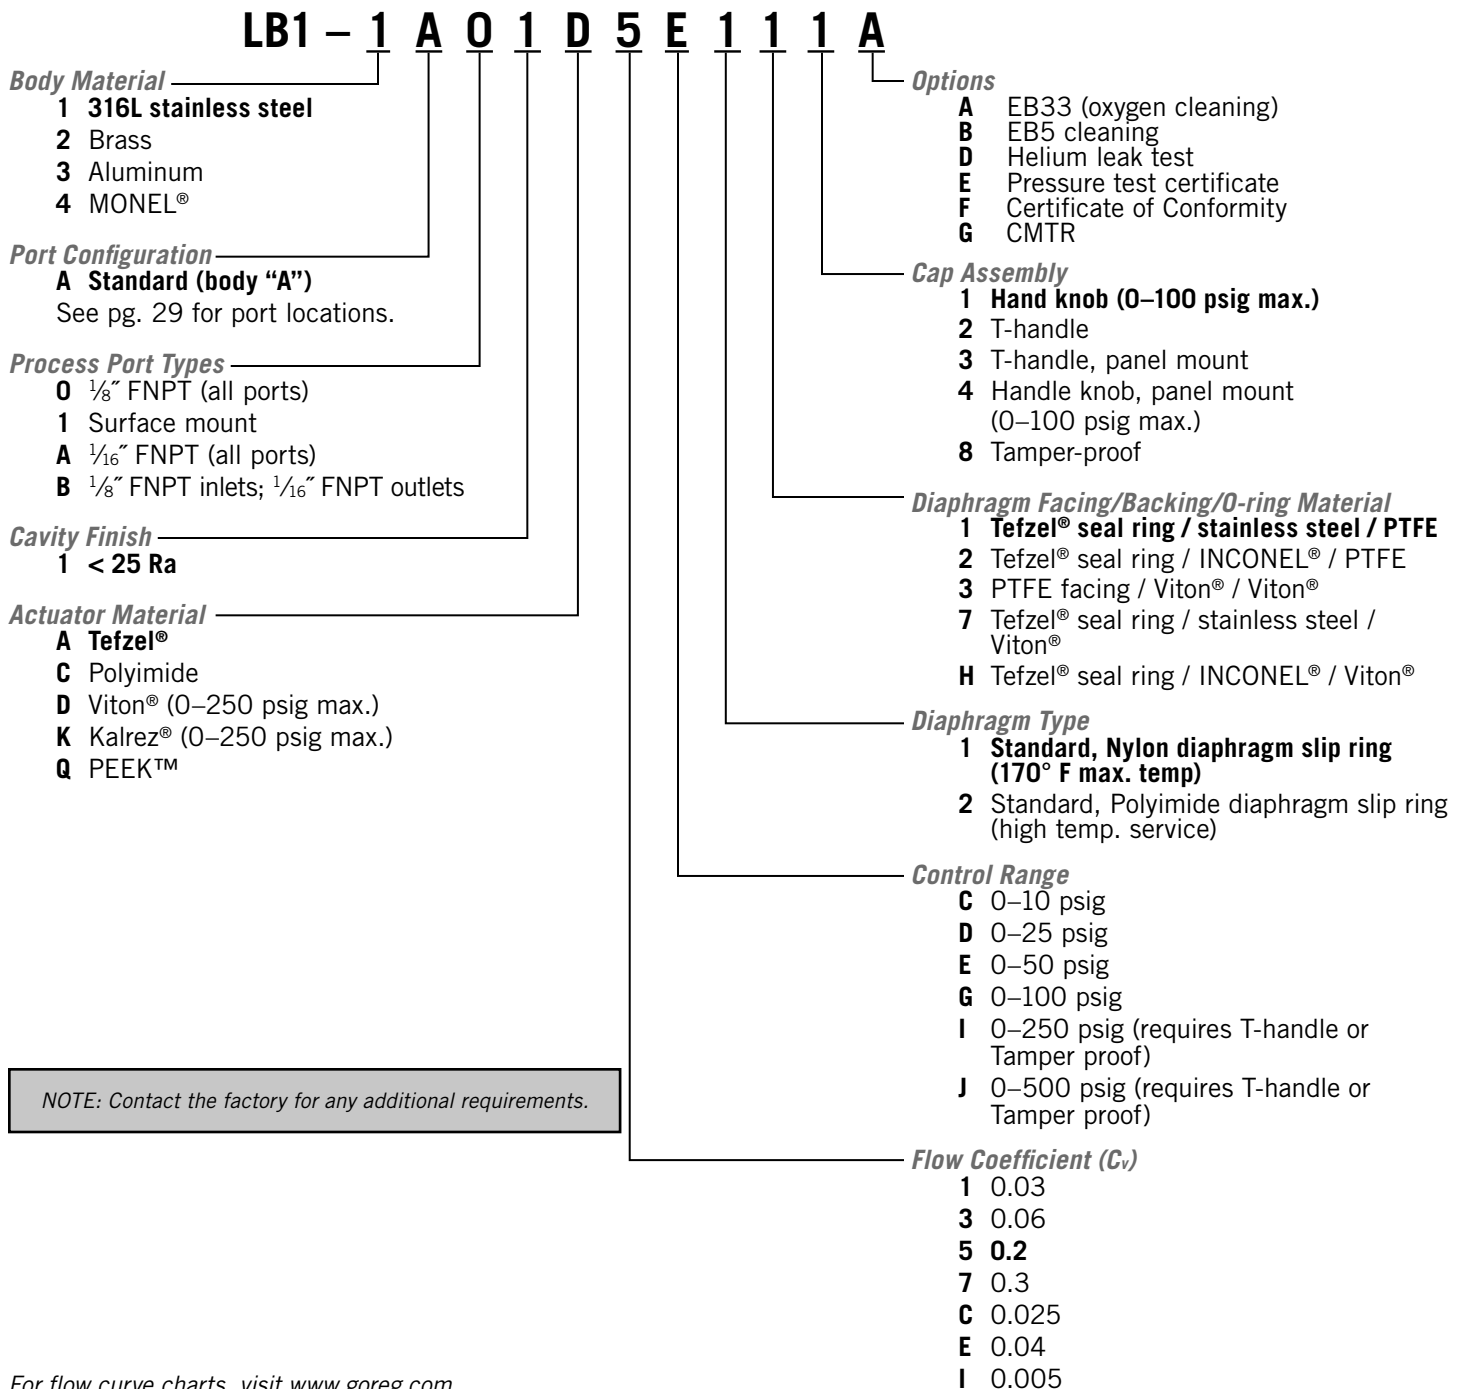 LB1 – 1 A 0 1 D 5 E 1 1 1 A
Body Material
1 316L stainless steel
2 Brass
3 Aluminum
4 MONEL®
Port Configuration
A Standard (body “A”)
See pg. 29 for port locations.
Process Port Types
0 1⁄8˝ FNPT (all ports)
1 Surface mount
A 1⁄16˝ FNPT (all ports)
B 1⁄8˝ FNPT inlets; 1⁄16˝ FNPT outlets
Cavity Finish
1 < 25 Ra
Actuator Material
A Tefzel®
C Polyimide
D Viton® (0–250 psig max.)
K Kalrez® (0–250 psig max.)
Q PEEK™
NOTE: Contact the factory for any additional requirements.
For flow curve charts, visit www.goreg.com
Options
A EB33 (oxygen cleaning)
B EB5 cleaning
D Helium leak test
E Pressure test certificate
F Certificate of Conformity
G CMTR
Cap Assembly
1 Hand knob (0–100 psig max.)
2 T-handle
3 T-handle, panel mount
4 Handle knob, panel mount
(0–100 psig max.)
8 Tamper-proof
Diaphragm Facing/Backing/O-ring Material
1 Tefzel® seal ring / stainless steel / PTFE
2 Tefzel® seal ring / INCONEL® / PTFE
3 PTFE facing / Viton® / Viton®
7 Tefzel® seal ring / stainless steel /
Viton®
H Tefzel® seal ring / INCONEL® / Viton®
Diaphragm Type
1 Standard, Nylon diaphragm slip ring
(170° F max. temp)
2 Standard, Polyimide diaphragm slip ring
(high temp. service)
Control Range
C 0–10 psig
D 0–25 psig
E 0–50 psig
G 0–100 psig
I 0–250 psig (requires T-handle or
Tamper proof)
J 0–500 psig (requires T-handle or
Tamper proof)
Flow Coefficient (Cv)
1 0.03
3 0.06
5 0.2
7 0.3
C 0.025
E 0.04
I 0.005